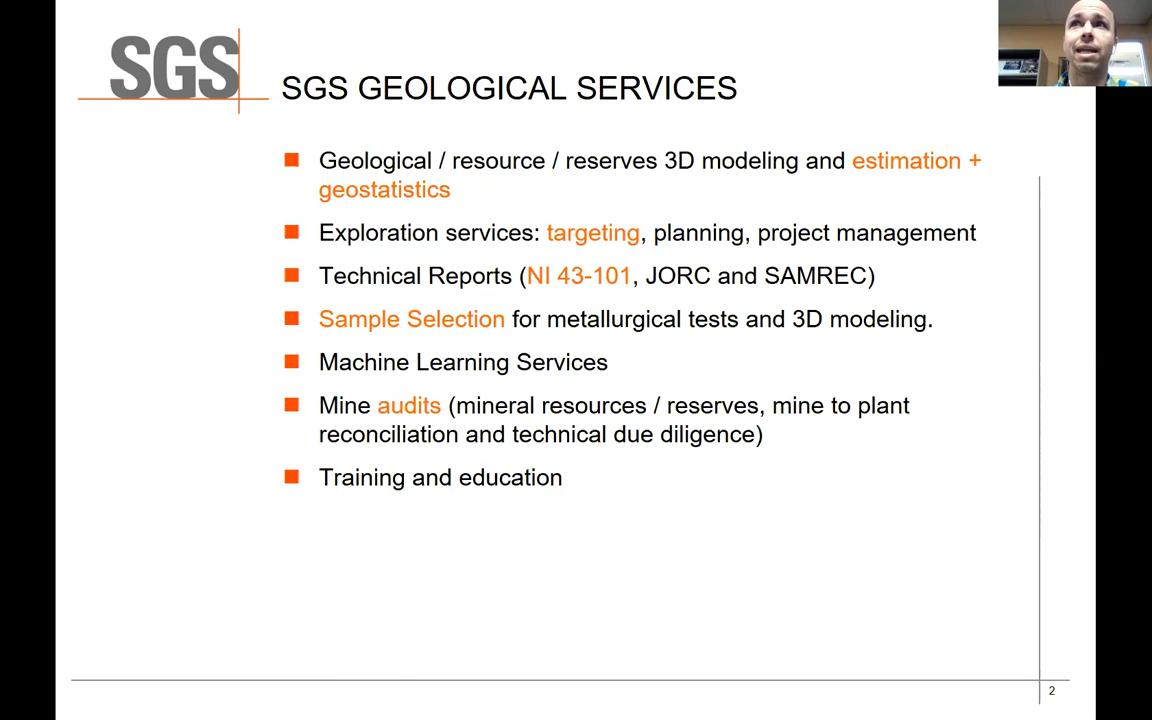 SGS
SGS GEOLOGICAL SERVICES
Geological / resource / reserves 3D modeling and estimation +
geostatistics
Exploration services: targeting, planning, project management
Technical Reports (NI 43-101, JORC and SAMREC)
Sample Selection for metallurgical tests and 3D modeling.
Machine Learning Services
Mine audits (mineral resources / reserves, mine to plant
reconciliation and technical due diligence)
Training and education
2